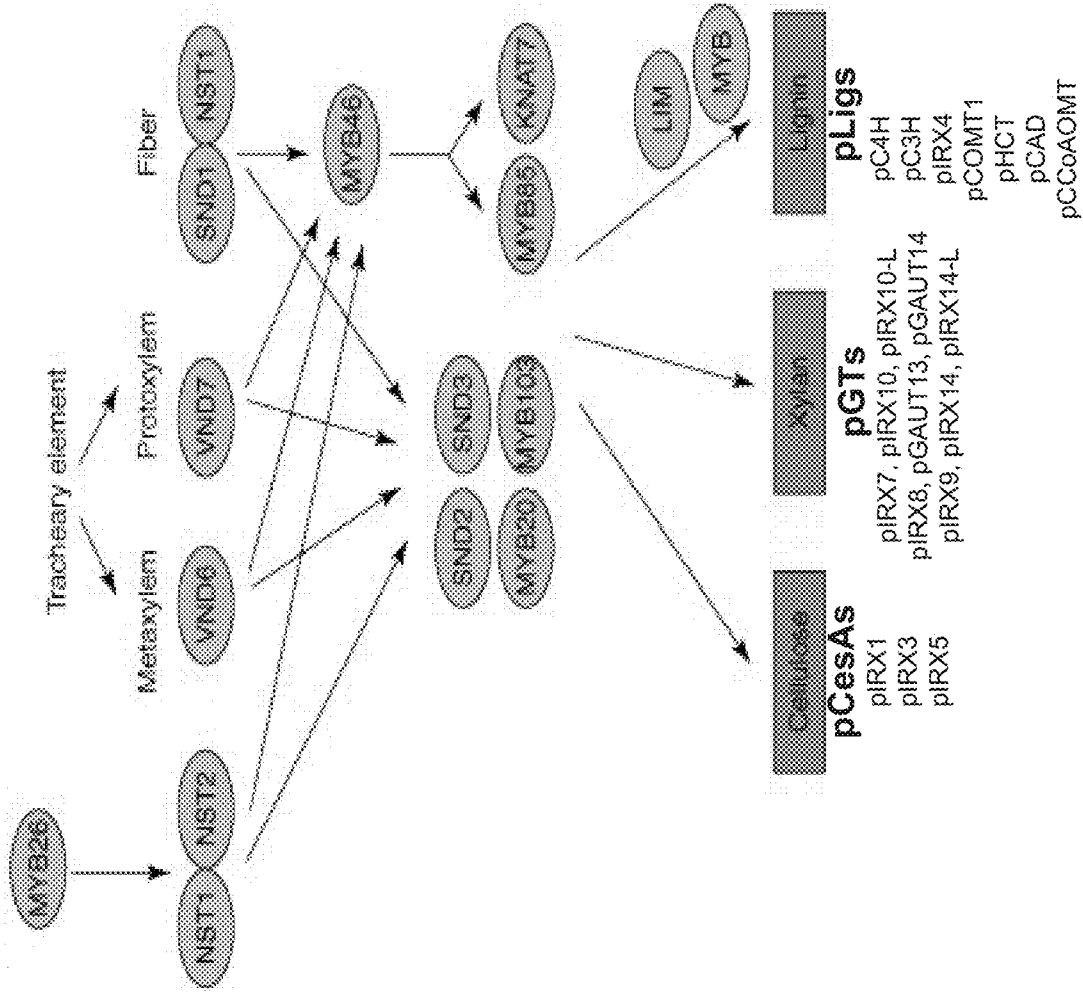 Tracheary element
Metaxylem
Protoxylem
Fiber
MYB26
NST1
NST2
VND6
VND7
SND1
NST1
MYB46
SND2
SND3
MYB20
MYB103
MYB85
KNAT7
LIM
MYB
Cellulose
pCesAs
pIRX1
pIRX3
pIRX5
Xylan
pGTs
pIRX7, pIRX10, pIRX10-L
pIRX8, pGAUT13, pGAUT14
pIRX9, pIRX14, pIRX14-L
Lignin
pLigs
pC4H
pC3H
pIRX4
pCOMT1
pHCT
pCAD
pCCoAOMT